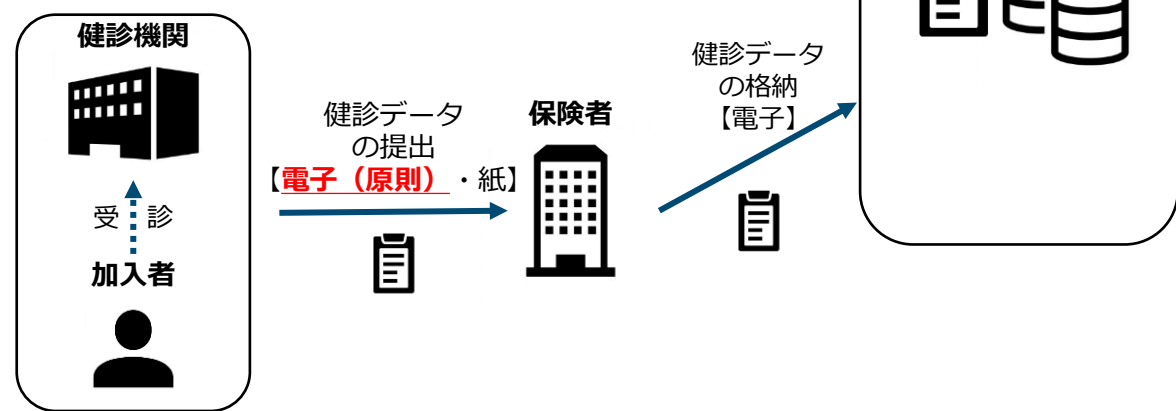 健診機関
受 診
加入者
健診データ
の提出
【電子（原則）・紙】
保険者
健診データ
の格納
【電子】